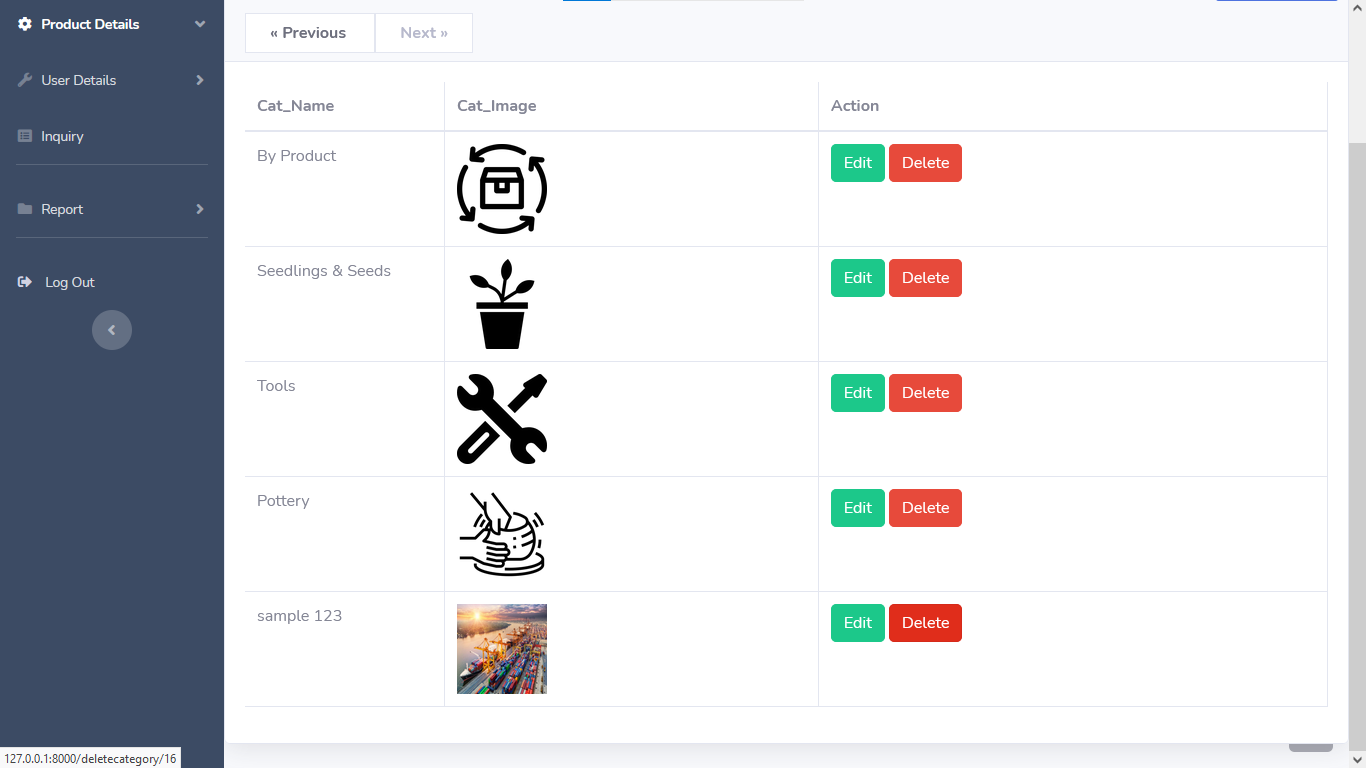 Product Details
User Details
Inquiry
Report
Log Out
« Previous
Next »
Cat_Name Cat_Image Action
By Product Edit Delete
Seedlings & Seeds Edit Delete
Tools Edit Delete
Pottery Edit Delete
sample 123 Edit Delete
127.0.0.1:8000/deletecategory/16